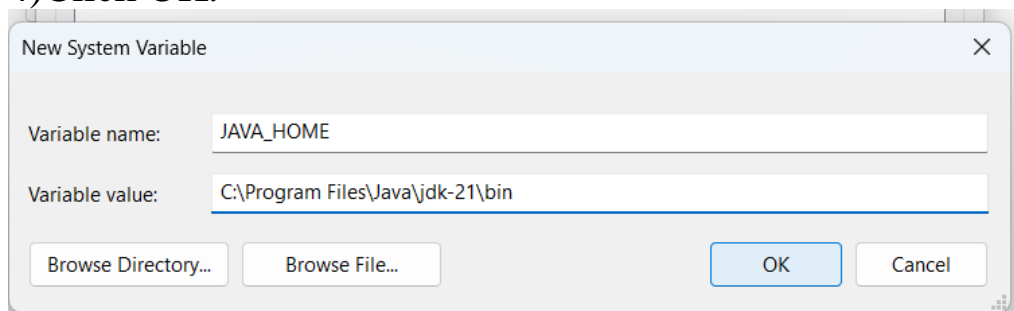 New System Variable
Variable name: JAVA_HOME
Variable value: C:\Program Files\Java\jdk-21\bin
Browse Directory... Browse File... OK Cancel